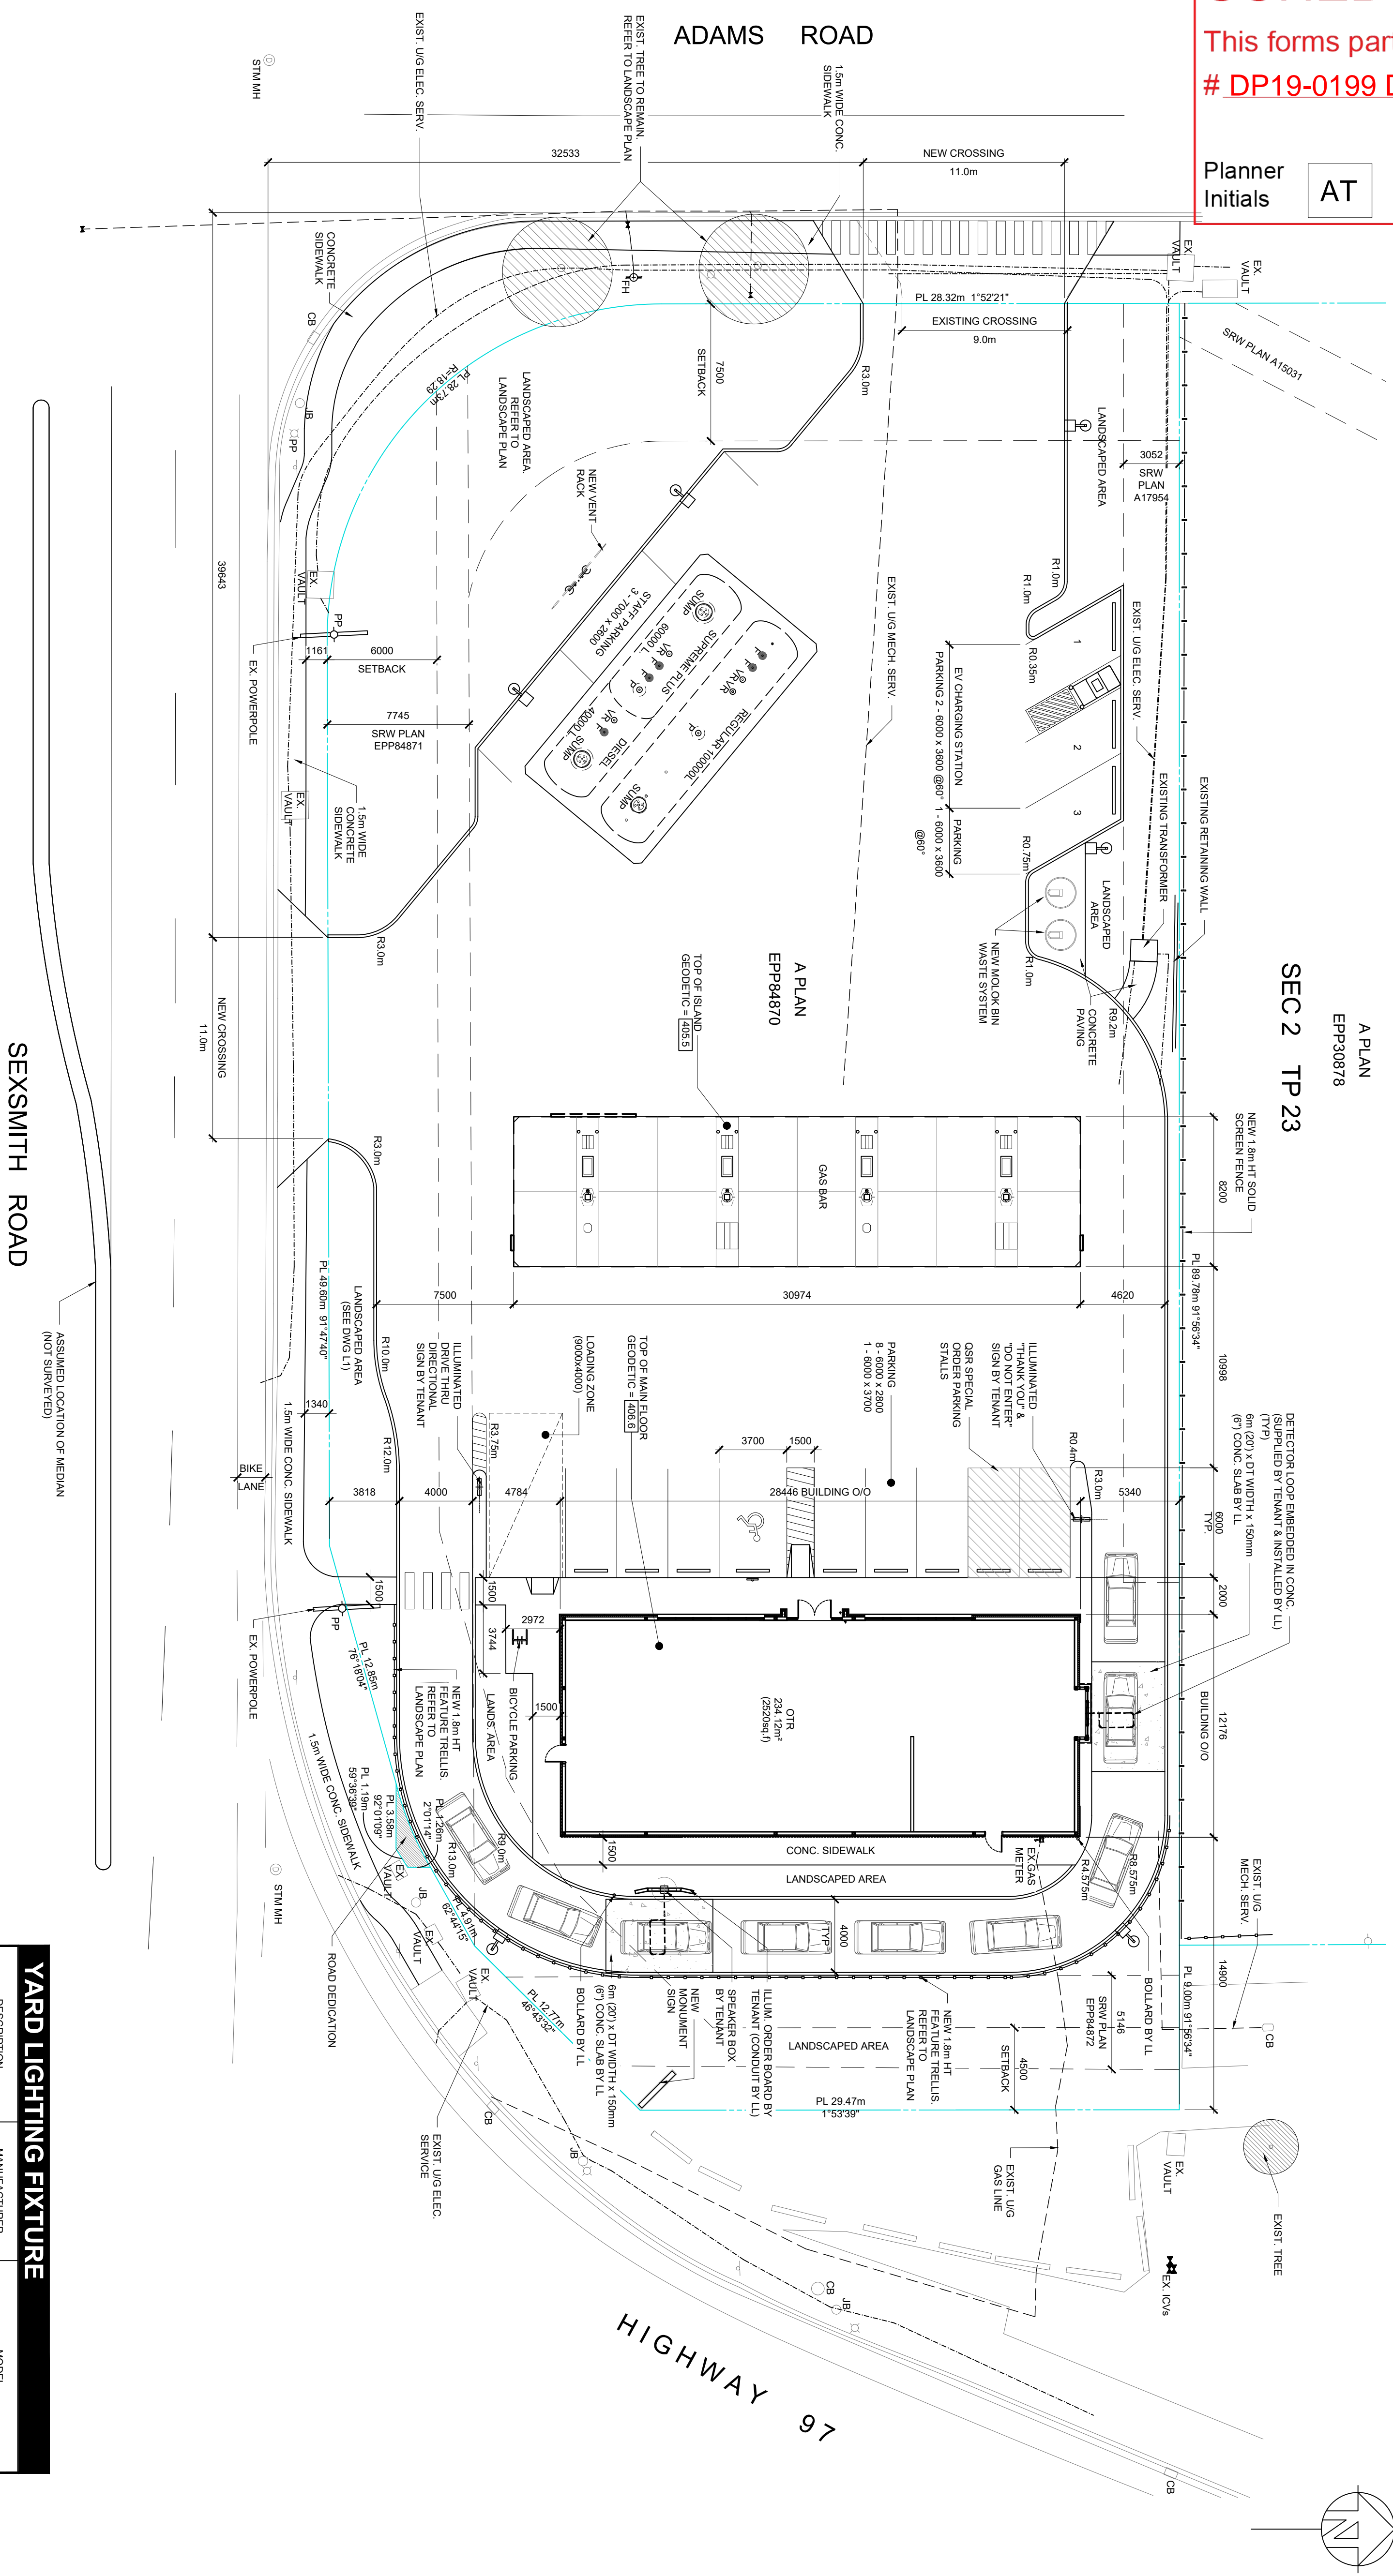 This forms par
# DP19-0199 D
Planner
Initials
AT
ADAMS ROAD
STM MH
EXIST. U/G ELEC. SERV.
EXIST. TREE TO REMAIN.
REFER TO LANDSCAPE PLAN
1.5m WIDE CONC.
SIDEWALK
32533
NEW CROSSING
11.0m
CONCRETE
SIDEWALK
FH
EX.
VAULT
EX.
VAULT
PL 28.32m 1°52'21"
EXISTING CROSSING
9.0m
SRW PLAN A15031
CB
JB
PP
PL 28.73m
R=18.29
LANDSCAPED AREA.
REFER TO
LANDSCAPE PLAN
7500
SETBACK
R3.0m
LANDSCAPED AREA
3052
SRW
PLAN
A17954
NEW VENT
RACK
39643
EX.
VAULT
PP
1161
6000
SETBACK
EX. POWERPOLE
7745
SRW PLAN
EPP84871
STAFF PARKING
3 - 7000 x 2600
SUMP
60000 L
SUPREME PLUS
VR
F
F
P
VR
F
40000 L
DIESEL
SUMP
F
F
VR
VR
P
REGULAR 100000L
SUMP
EXIST. U/G MECH. SERV.
R1.0m
R1.0m
R0.35m
1
2
3
EV CHARGING STATION
PARKING 2 - 6000 x 3600 @60°
PARKING
1 - 6000 x 3600
@60°
EXIST. U/G ELEC. SERV.
EXISTING TRANSFORMER
EXISTING RETAINING WALL
R0.75m
LANDSCAPED
AREA
NEW MOLOK BIN
WASTE SYSTEM
R1.0m
CONCRETE
PAVING
R9.2m
EX.
VAULT
1.5m WIDE
CONCRETE
SIDEWALK
R3.0m
A PLAN
EPP84870
TOP OF ISLAND
GEODETIC = 405.5
SEC 2 TP 23
A PLAN
EPP30878
NEW CROSSING
11.0m
SEXSMITH ROAD
ASSUMED LOCATION OF MEDIAN
(NOT SURVEYED)
R3.0m
GAS BAR
NEW 1.8m HT SOLID
SCREEN FENCE
8200
PL 89.78m 91°56'34"
PL 49.60m 91°47'40"
LANDSCAPED AREA
(SEE DWG L1)
7500
30974
4620
R10.0m
ILLUMINATED
DRIVE THRU
DIRECTIONAL
SIGN BY TENANT
LOADING ZONE
(9000x4000)
TOP OF MAIN FLOOR
GEODETIC = 406.6
PARKING
8 - 6000 x 2800
1 - 6000 x 3700
QSR SPECIAL
ORDER PARKING
STALLS
ILLUMINATED
"THANK YOU" &
"DO NOT ENTER"
SIGN BY TENANT
10998
DETECTOR LOOP EMBEDDED IN CONC.
(SUPPLIED BY TENANT & INSTALLED BY LL)
(TYP)
6m (20') x DT WIDTH x 150mm
(6") CONC. SLAB BY LL
1340
1.5m WIDE CONC. SIDEWALK
R12.0m
R3.75m
3700
1500
R0.4m
R3.0m
BIKE
LANE
3818
4000
4784
28446 BUILDING O/O
5340
6000
TYP.
1500
1500
2000
EX. POWERPOLE
PP
2972
3744
PL 12.85m
76°18'04"
NEW 1.8m HT
FEATURE TRELLIS.
REFER TO
LANDSCAPE PLAN
LANDS. AREA
BICYCLE PARKING
1500
OTR
234.12m²
(2520sq.f)
12176
BUILDING O/O
1.5m WIDE CONC. SIDEWALK
PL 1.19m
59°36'39"
PL 3.58m
92°01'09"
PL 1.26m
2°01'14"
R13.0m
R9.0m
1500
CONC. SIDEWALK
LANDSCAPED AREA
EX.GAS
METER
R4.575m
R8.575m
EXIST. U/G
MECH. SERV.
STM MH
EX.
VAULT
JB
EX.
VAULT
PL 4.91m
62°44'15"
4000
TYP
ROAD DEDICATION
EX.
VAULT
PL 12.77m
46°43'32"
BOLLARD BY LL
6m (20') x DT WIDTH x 150mm
(6") CONC. SLAB BY LL
NEW
MONUMENT
SIGN
SPEAKER BOX
BY TENANT
ILLUM. ORDER BOARD BY
TENANT (CONDUIT BY LL)
LANDSCAPED AREA
NEW 1.8m HT
FEATURE TRELLIS.
REFER TO
LANDSCAPE PLAN
4500
SETBACK
5146
SRW PLAN
EPP84872
BOLLARD BY LL
PL 9.00m 91°56'34"
14900
CB
PL 29.47m
1°53'39"
CB
EXIST. U/G ELEC.
SERVICE
JB
EXIST. U/G
GAS LINE
EX.
VAULT
EXIST. TREE
EX. ICVs
CB
JB
HIGHWAY 97
CB
N
YARD LIGHTING FIXTURE
DESCRIPTION
MANUFACTURER
MODEL